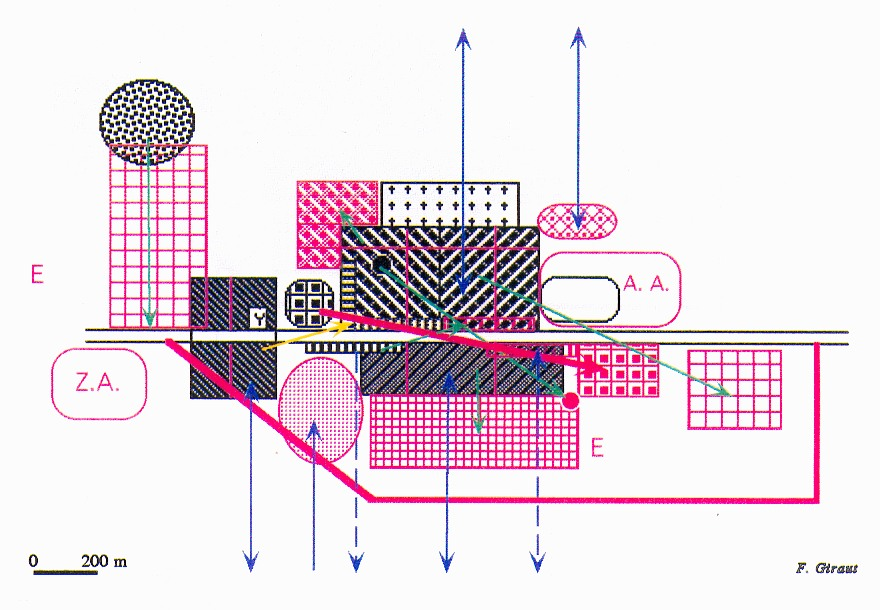 E
A. A.
Y
Z.A.
E
0 200 m
F. Giraut